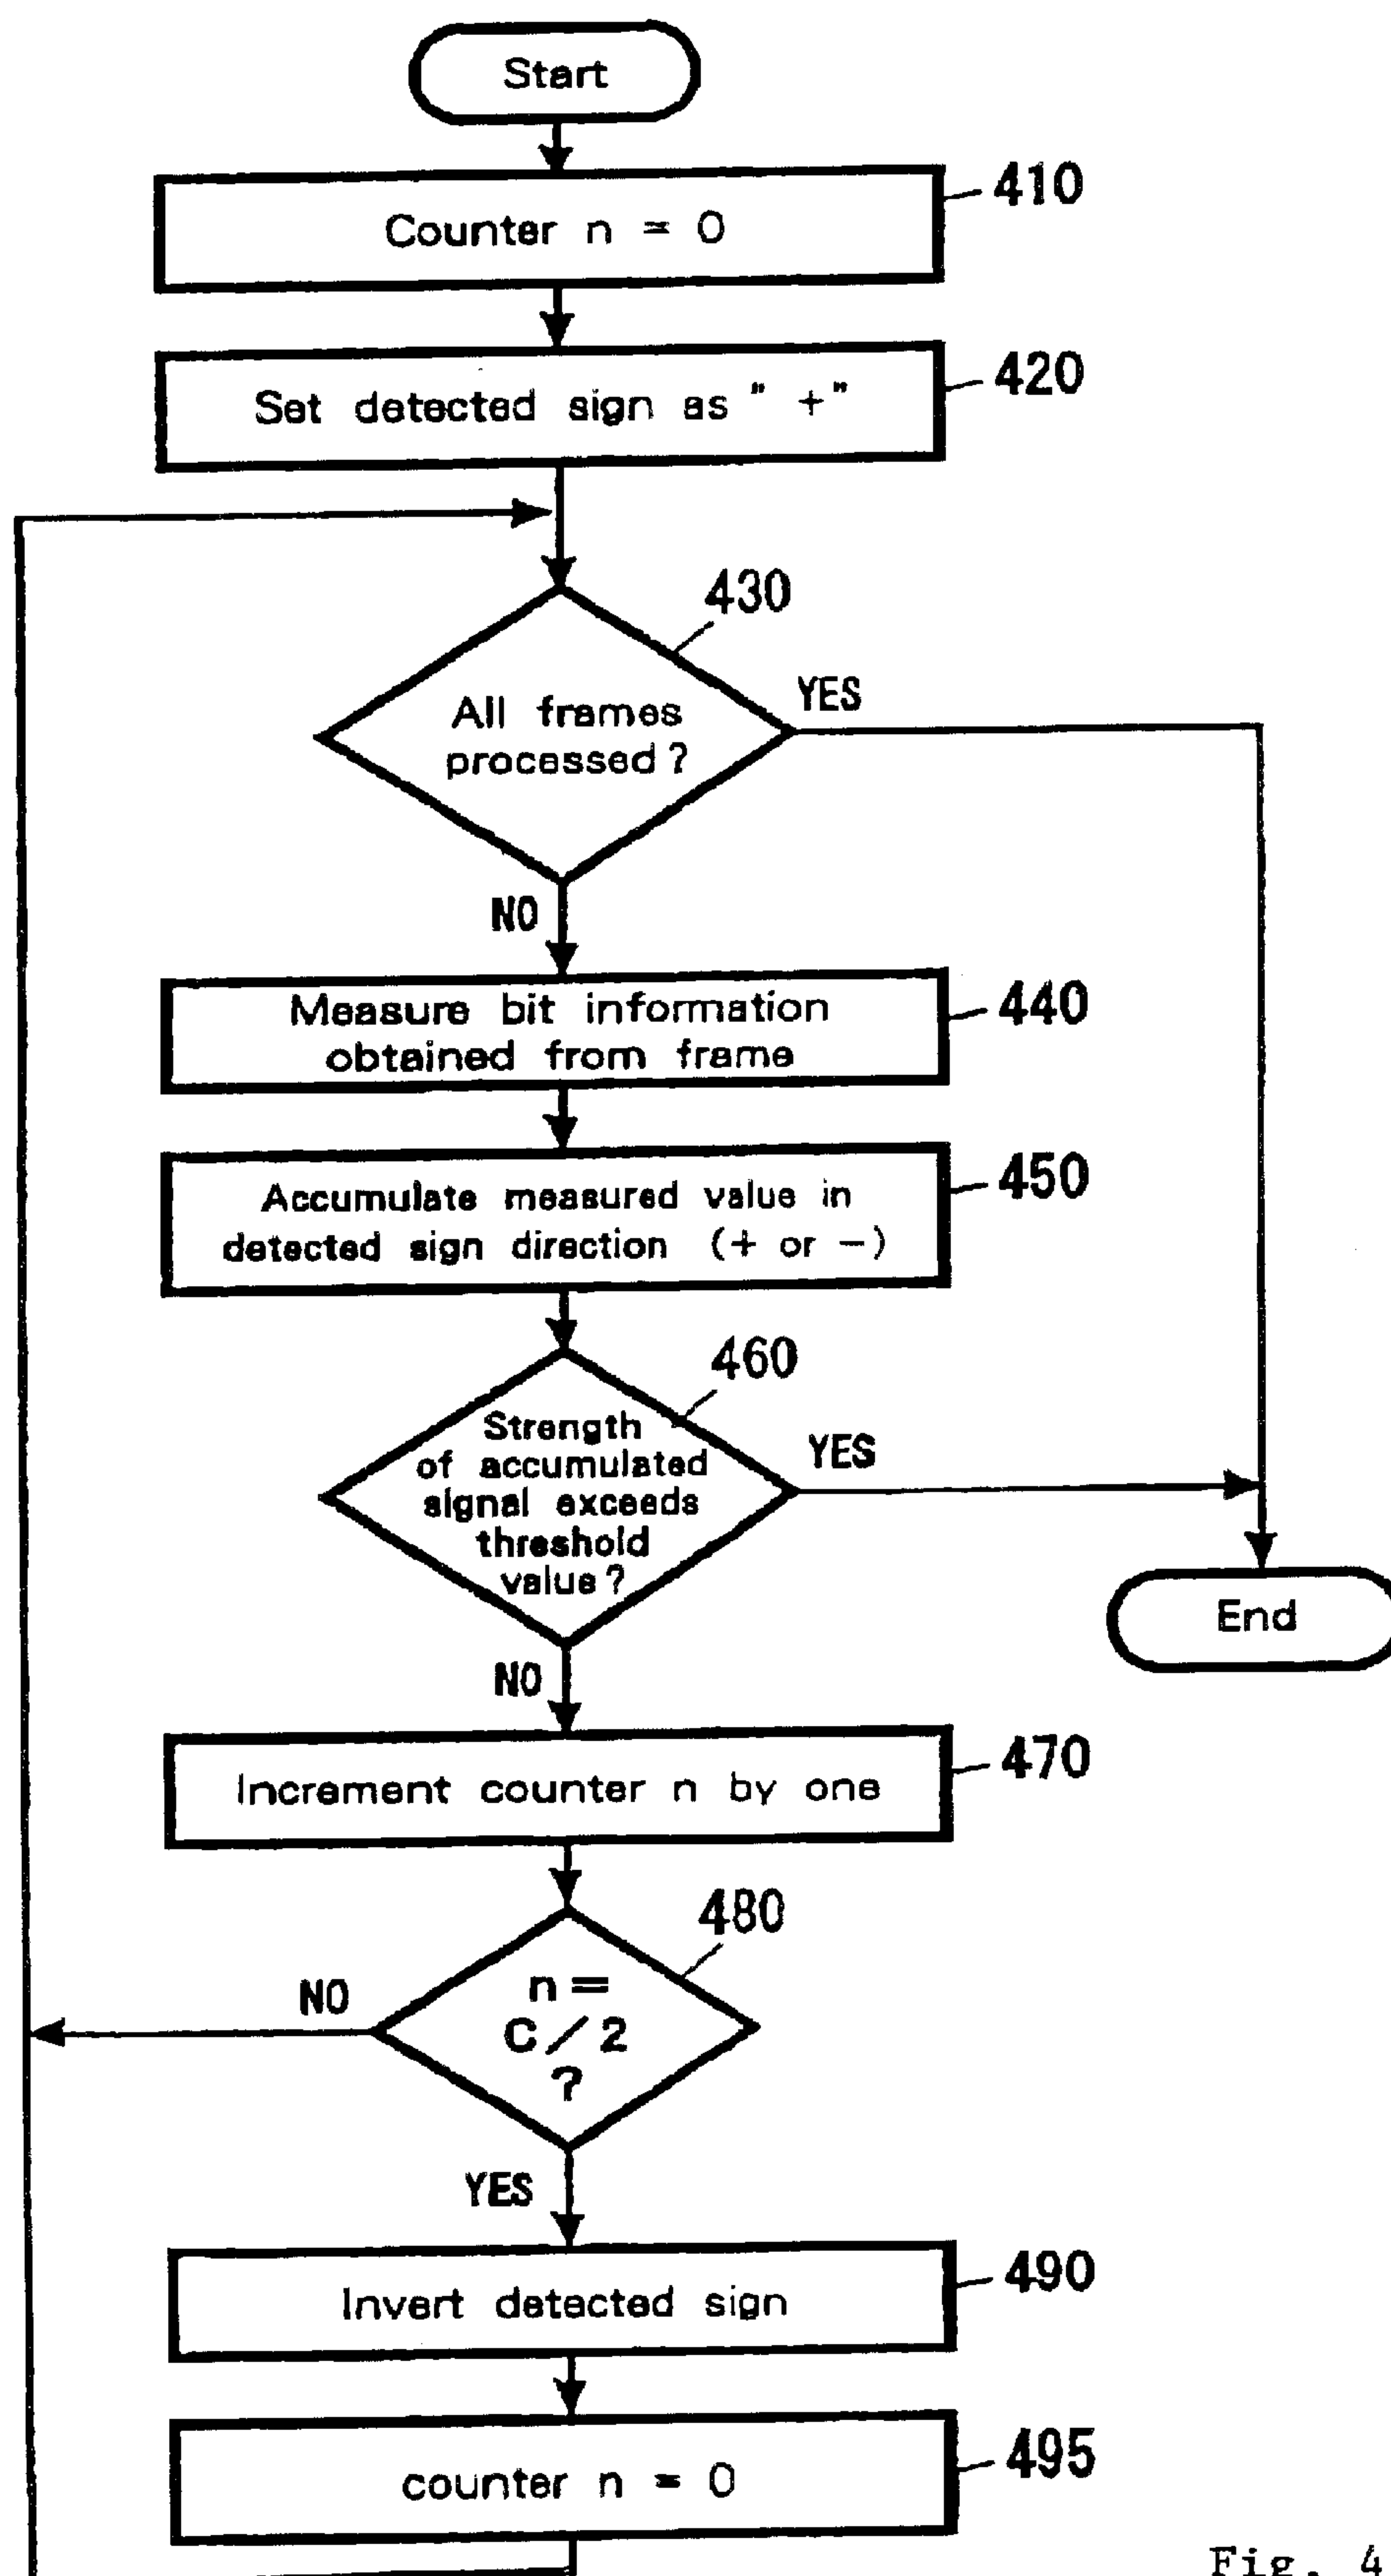 Start
Counter n = 0
410
Set detected sign as " +"
420
430
All frames
processed?
YES
NO
Measure bit information
obtained from frame
440
Accumulate measured value in
detected sign direction (+ or −)
450
460
Strength
of accumulated
signal exceeds
threshold
value?
YES
End
NO
Increment counter n by one
470
480
n =
C/2
?
NO
YES
Invert detected sign
490
counter n = 0
495
Fig. 4